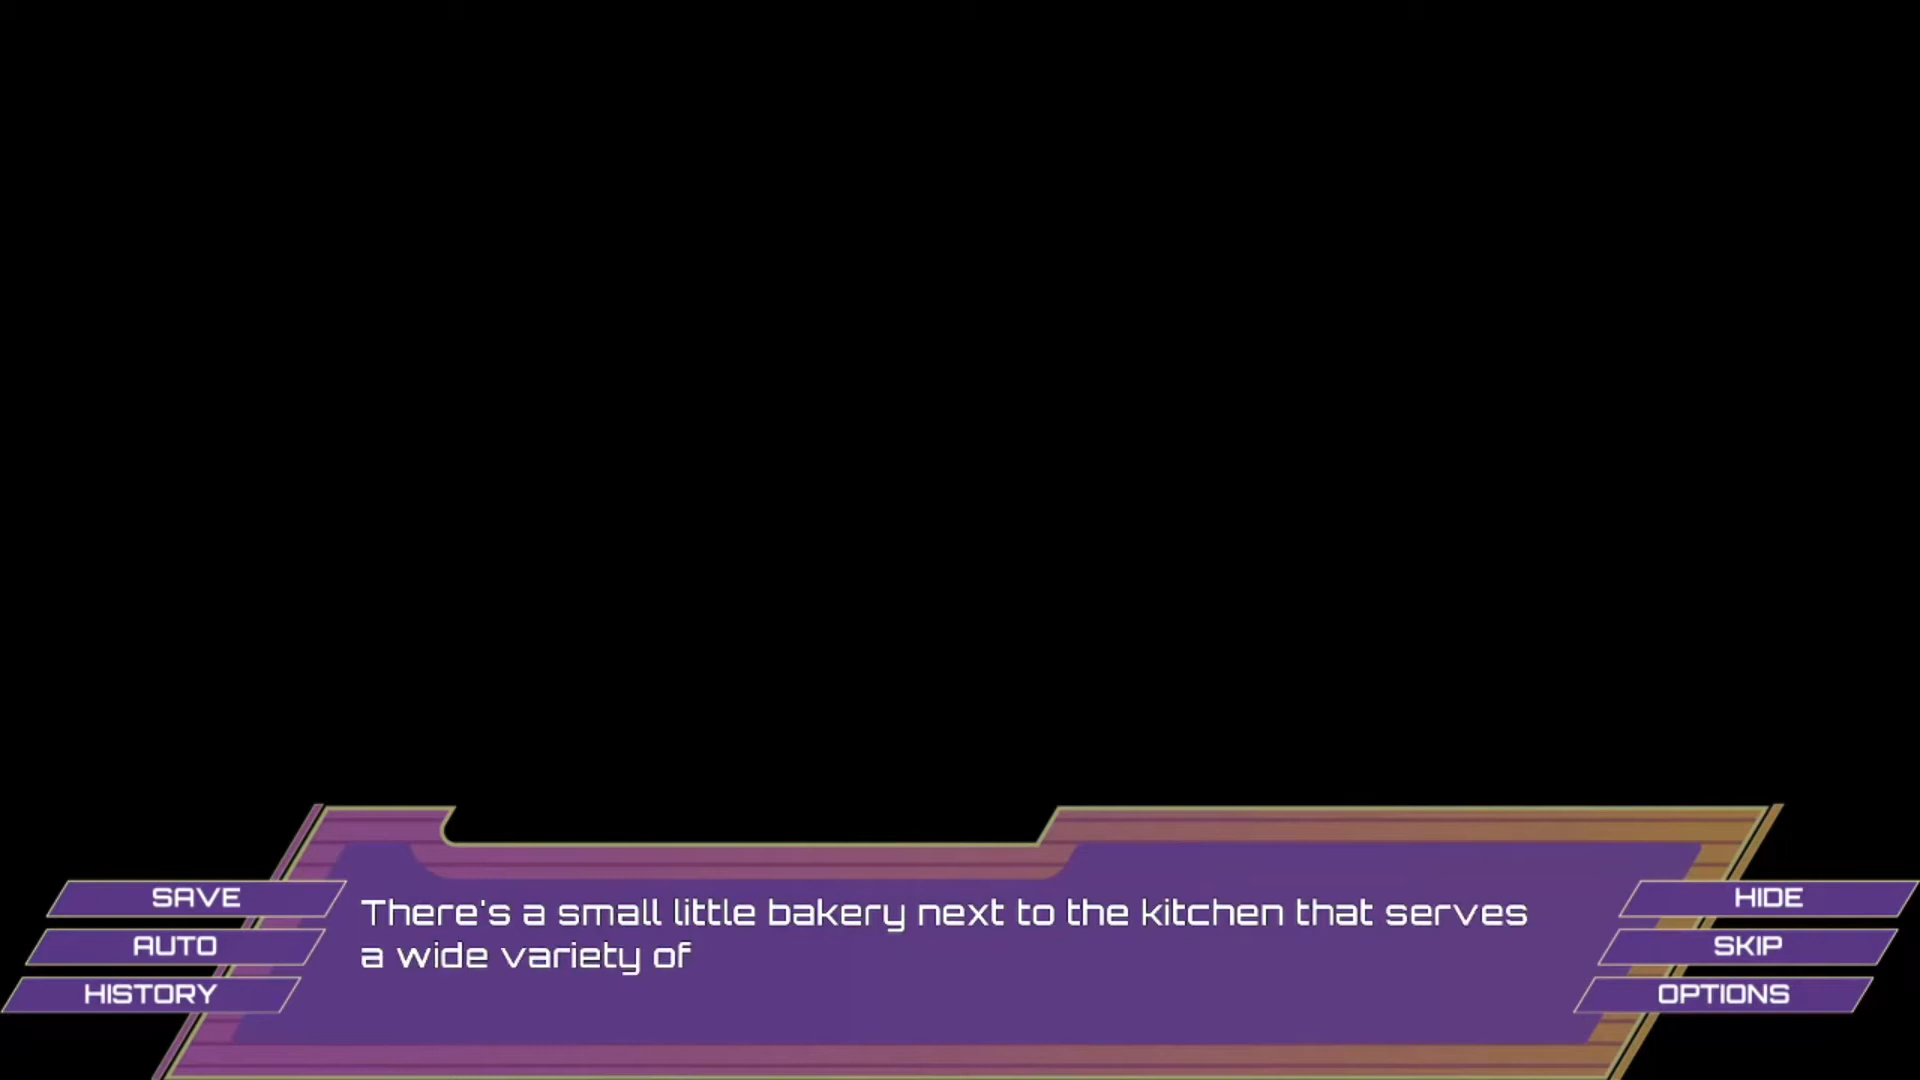 There's a small little bakery next to the kitchen that serves
a wide variety of
SAVE
AUTO
HISTORY
HIDE
SKIP
OPTIONS